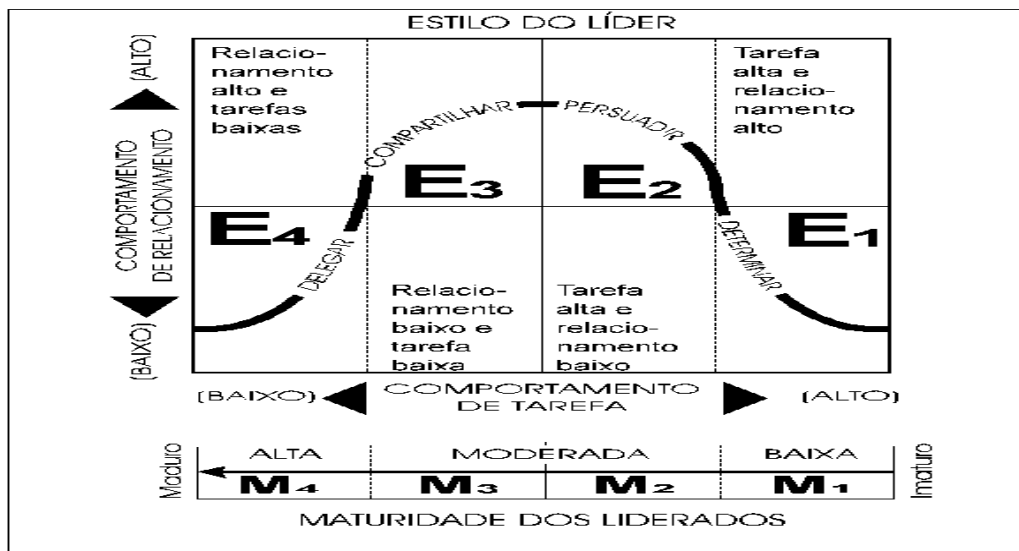 ESTILO DO LÍDER
(ALTO)
COMPORTAMENTO
DE RELACIONAMENTO
(BAIXO)
Relacio-
namento
alto e
tarefas
baixas
Tarefa
alta e
relacio-
namento
alto
COMPARTILHAR
PERSUADIR
E3
E2
E4
E1
DELEGAR
DETERMINAR
Relacio-
namento
baixo e
tarefa
baixa
Tarefa
alta e
relacio-
namento
baixo
(BAIXO)
COMPORTAMENTO
DE TAREFA
(ALTO)
Maduro
ALTA
MODERADA
BAIXA
Imaturo
M4
M3
M2
M1
MATURIDADE DOS LIDERADOS